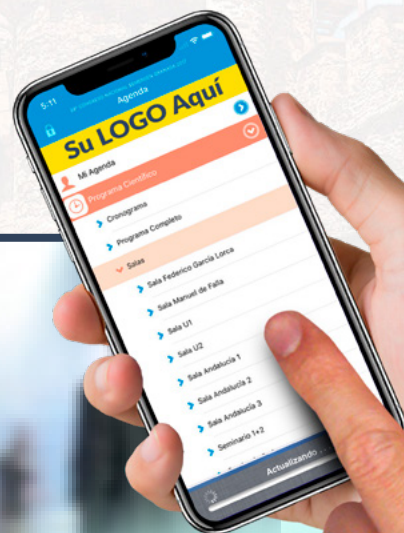 5:11
Agenda
Su LOGO Aquí
Mi Agenda
Programa Científico
Cronograma
Programa Completo
Salas
Sala Federico García Lorca
Sala Manuel de Falla
Sala U1
Sala U2
Sala Andalucía 1
Sala Andalucía 2
Sala Andalucía 3
Seminario 1+2
Actualizando ...